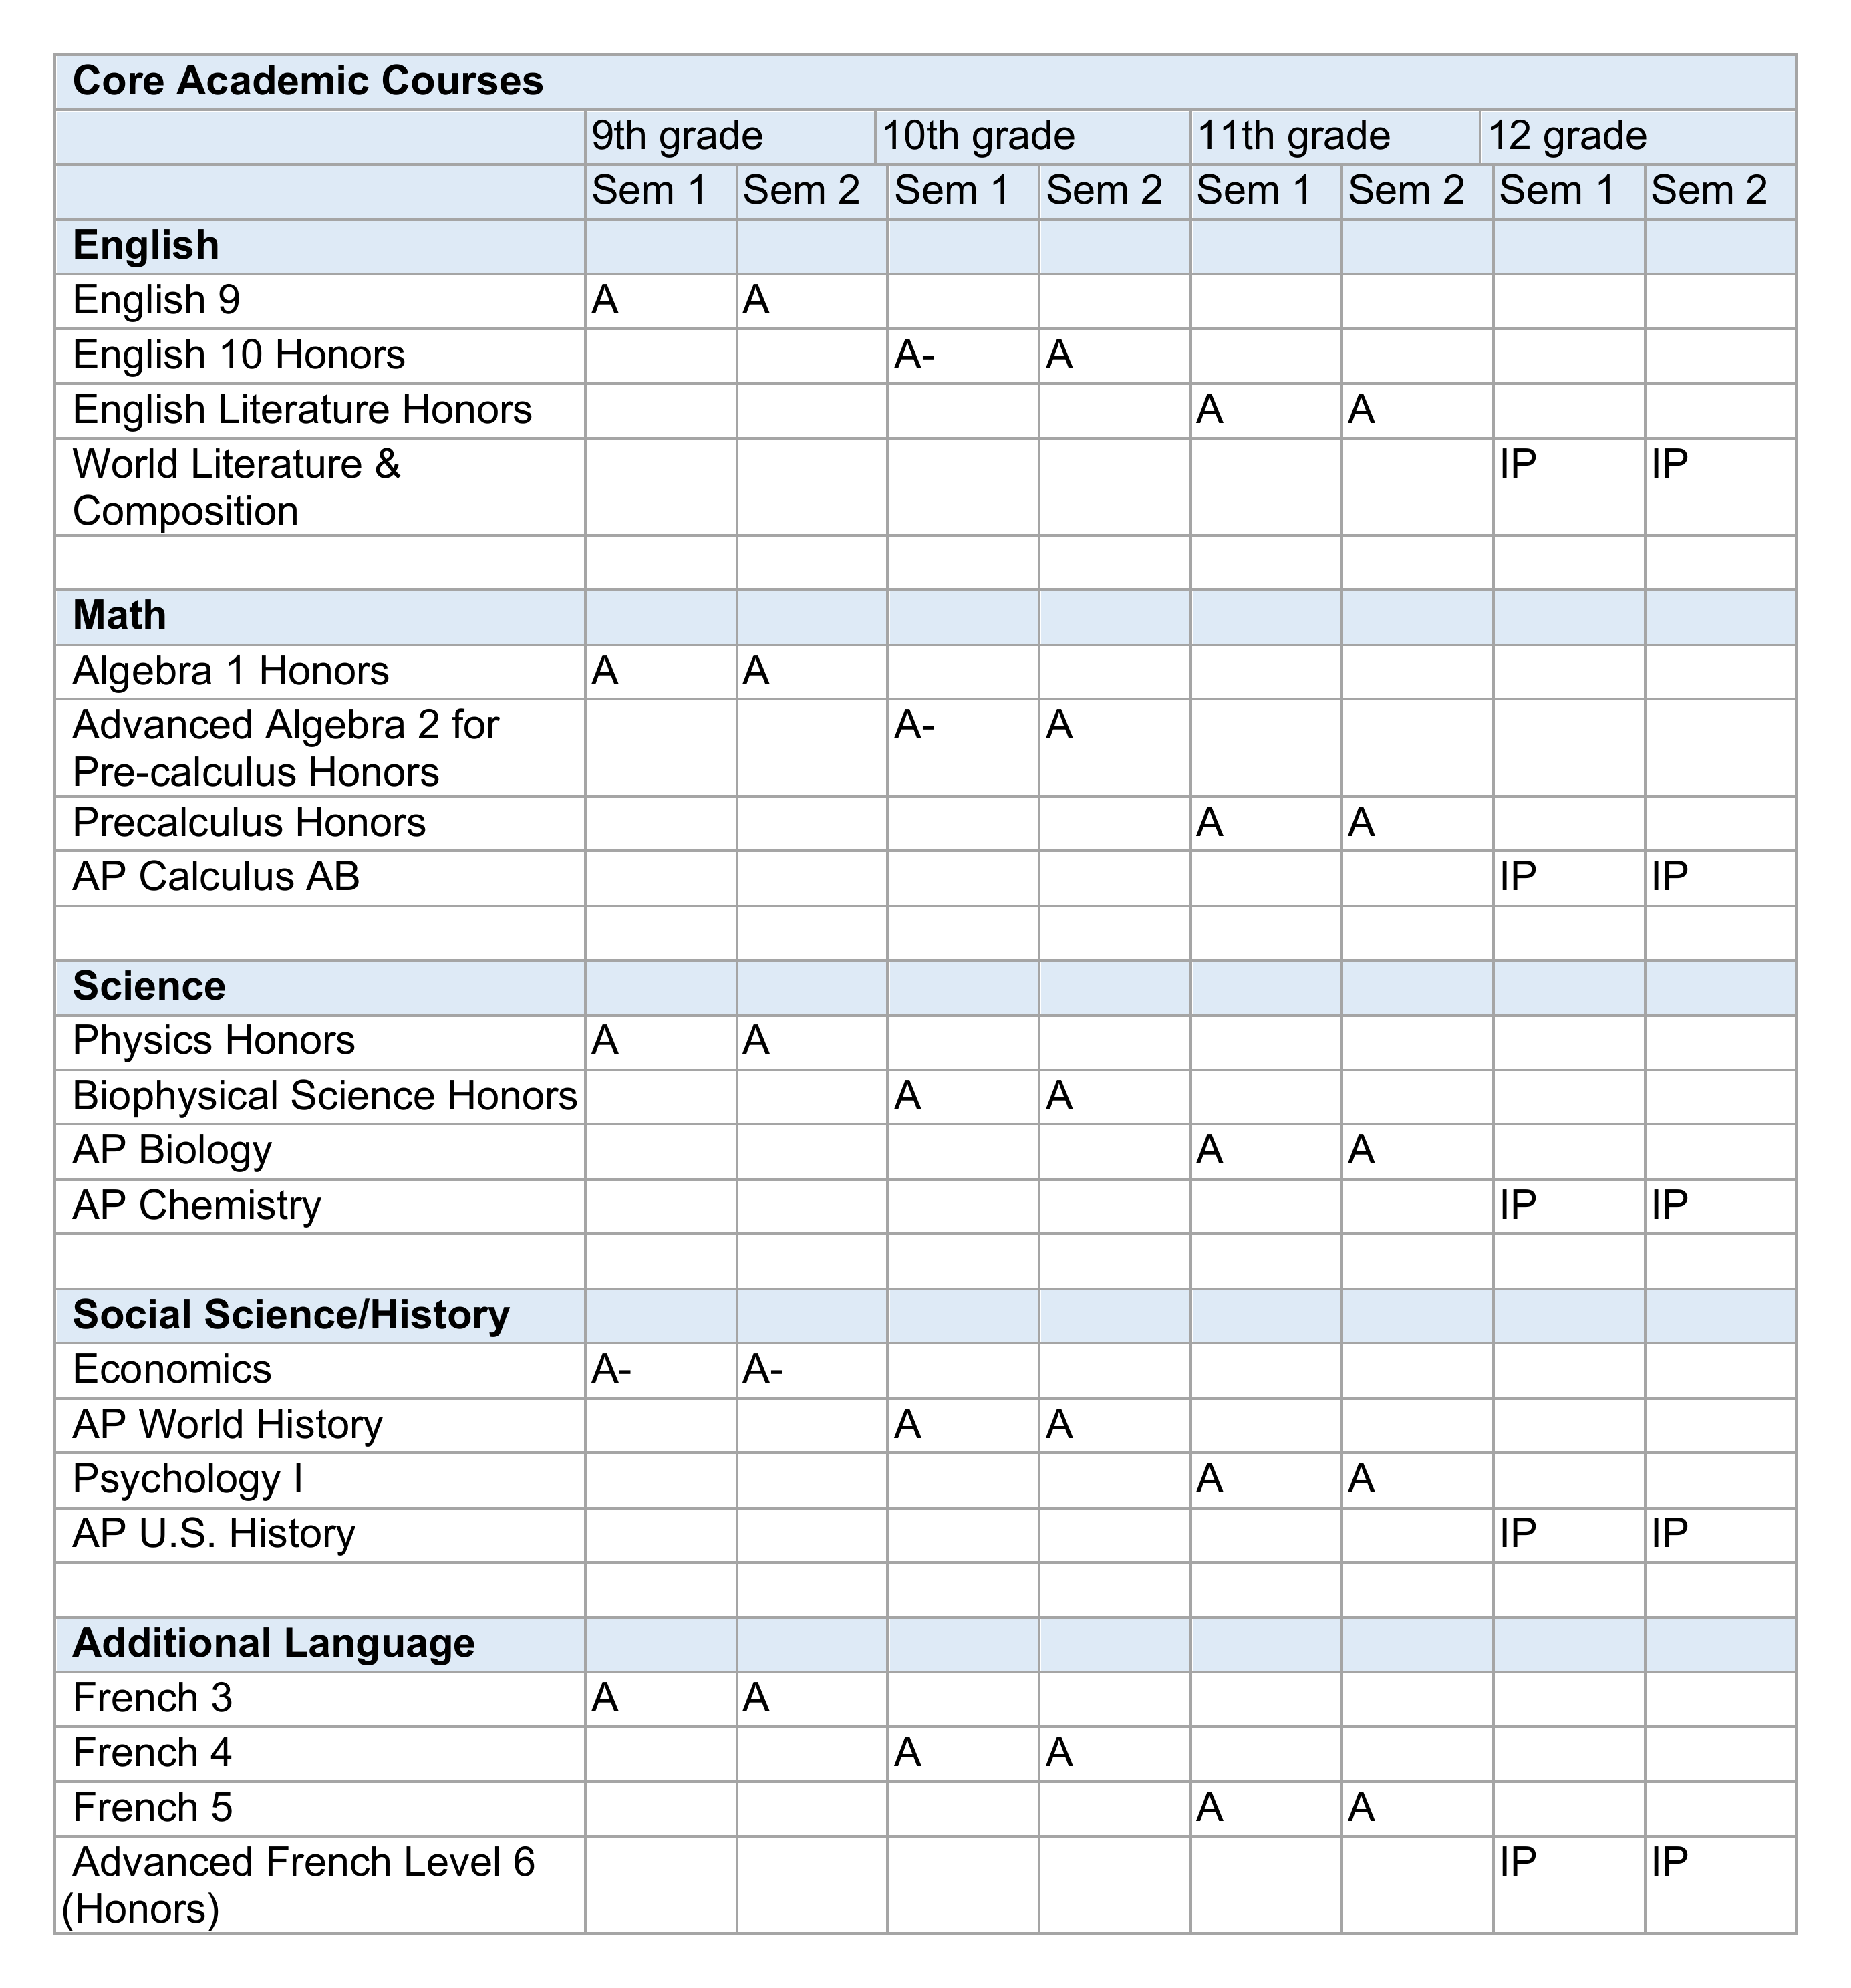 Core Academic Courses
9th grade 10th grade 11th grade 12 grade
Sem 1 Sem 2 Sem 1 Sem 2 Sem 1 Sem 2 Sem 1 Sem 2
English
English 9 A A
English 10 Honors A- A
English Literature Honors A A
World Literature & IP IP
Composition
Math
Algebra 1 Honors A A
Advanced Algebra 2 for A- A
Pre-calculus Honors
Precalculus Honors A A
AP Calculus AB IP IP
Science
Physics Honors A A
Biophysical Science Honors A A
AP Biology A A
AP Chemistry IP IP
Social Science/History
Economics A- A-
AP World History A A
Psychology I A A
AP U.S. History IP IP
Additional Language
French 3 A A
French 4 A A
French 5 A A
Advanced French Level 6 IP IP
(Honors)